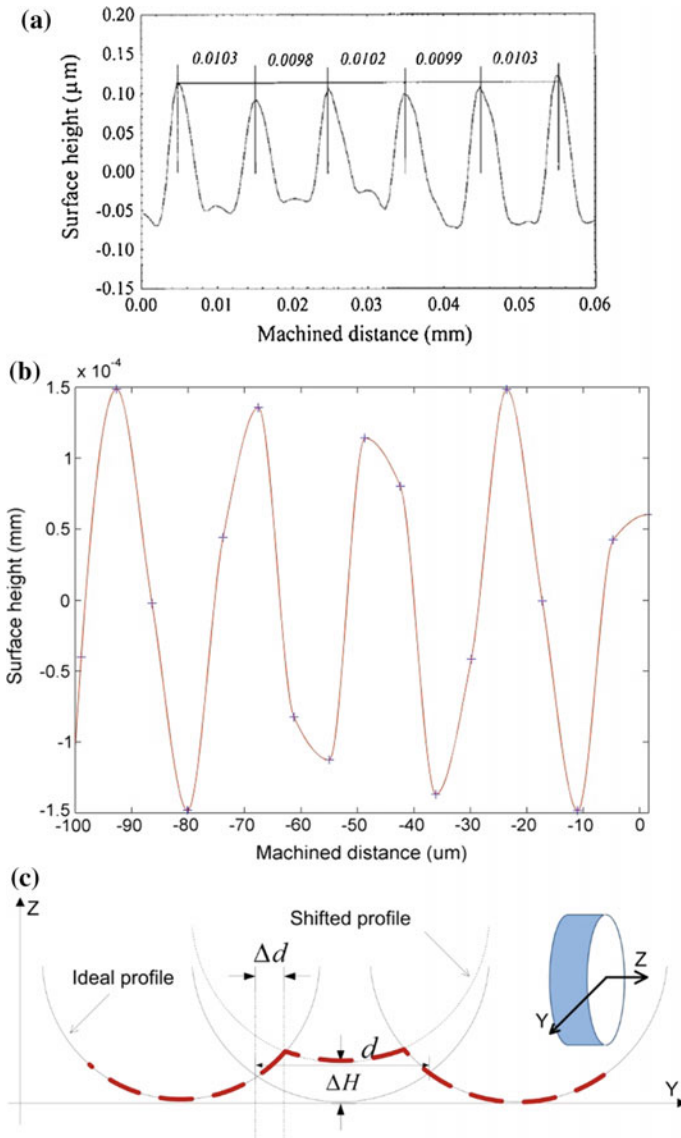 (a)
0.20
0.15
0.10
0.05
0.00
-0.05
-0.10
-0.15
Surface height (μm)
0.0103 0.0098 0.0102 0.0099 0.0103
0.00 0.01 0.02 0.03 0.04 0.05 0.06
Machined distance (mm)
(b)
x 10⁻⁴
1.5
1
0.5
0
-0.5
-1
-1.5
Surface height (mm)
-100 -90 -80 -70 -60 -50 -40 -30 -20 -10 0
Machined distance (um)
(c)
Z
Shifted profile
Δd
Ideal profile
Z
Y
d
ΔH
Y